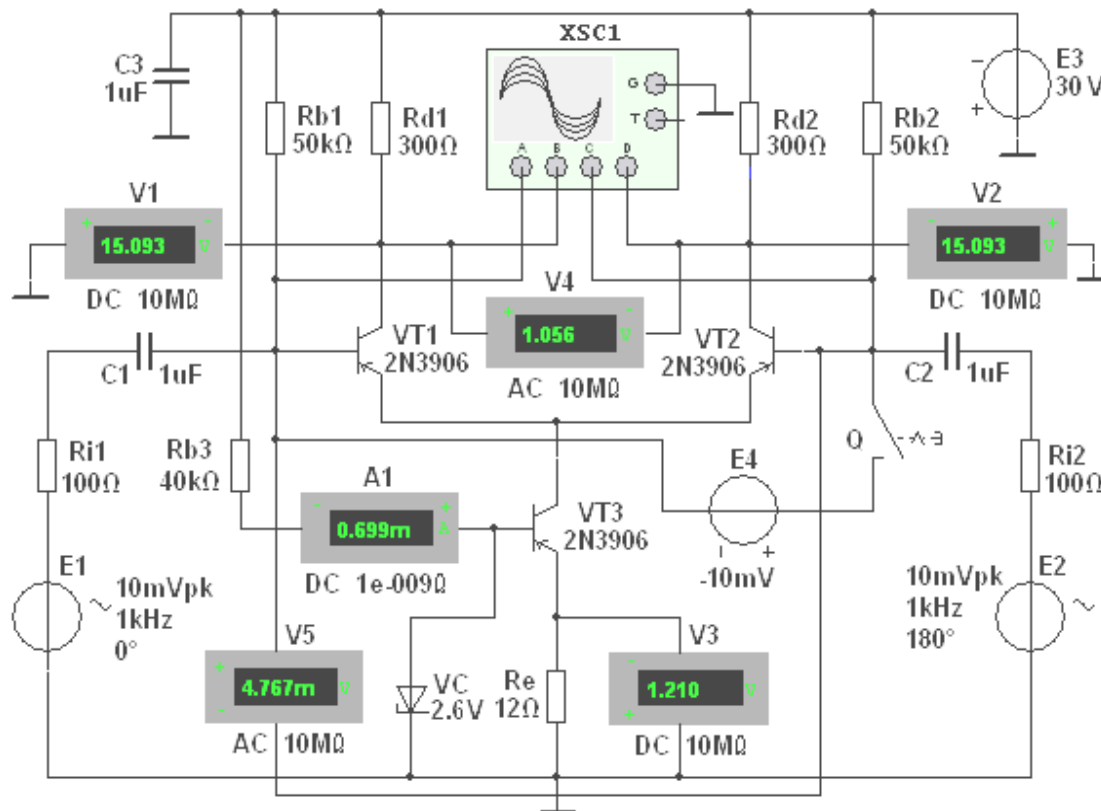 XSC1
C3
1uF
Rb1
50kΩ
Rd1
300Ω
G
T
A B C D
Rd2
300Ω
Rb2
50kΩ
E3
30 V
V1
15.093
V
DC 10MΩ
V2
15.093
V
DC 10MΩ
V4
1.056
V
AC 10MΩ
VT1
2N3906
VT2
2N3906
C1
1uF
C2
1uF
Ri1
100Ω
Rb3
40kΩ
A1
0.699m
A
DC 1e-009Ω
VT3
2N3906
E4
-10mV
Q
Ri2
100Ω
E1
10mVpk
1kHz
0°
E2
10mVpk
1kHz
180°
V5
4.767m
V
AC 10MΩ
VC
2.6V
Re
12Ω
V3
1.210
V
DC 10MΩ